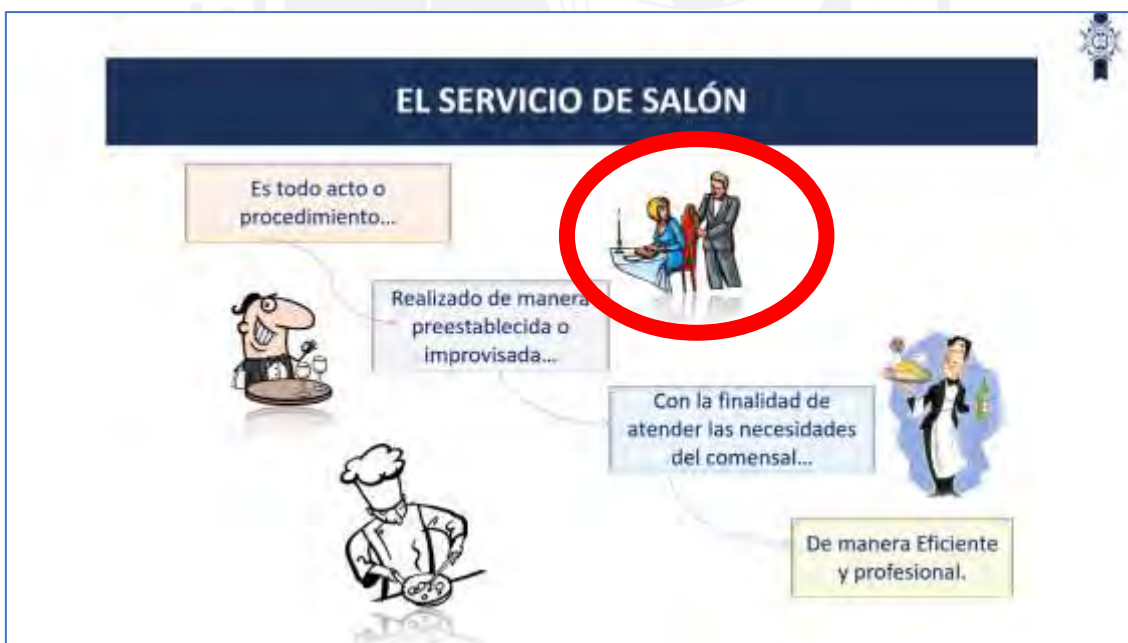 EL SERVICIO DE SALÓN
Es todo acto o
procedimiento...
Realizado de manera
preestablecida o
improvisada...
Con la finalidad de
atender las necesidades
del comensal...
De manera Eficiente
y profesional.